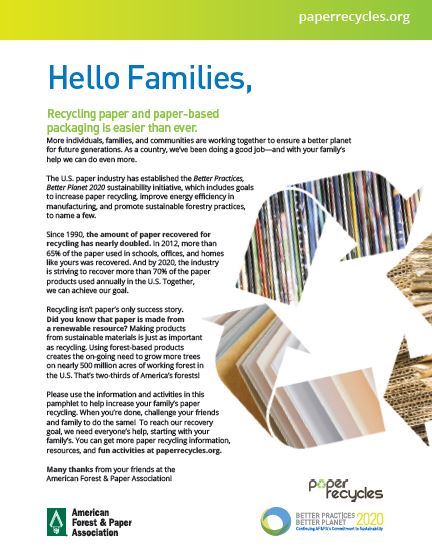 paperrecycles.org
Hello Families,
Recycling paper and paper-based
packaging is easier than ever.
More individuals, families, and communities are working together to ensure a better planet
for future generations. As a country, we've been doing a good job—and with your family's
help we can do even more.
The U.S. paper industry has established the Better Practices,
Better Planet 2020 sustainability initiative, which includes goals
to increase paper recycling, improve energy efficiency in
manufacturing, and promote sustainable forestry practices,
to name a few.
Since 1990, the amount of paper recovered for
recycling has nearly doubled. In 2012, more than
65% of the paper used in schools, offices, and homes
like yours was recovered. And by 2020, the industry
is striving to recover more than 70% of the paper
products used annually in the U.S. Together,
we can achieve our goal.
Recycling isn't paper's only success story.
Did you know that paper is made from
a renewable resource? Making products
from sustainable materials is just as important
as recycling. Using forest-based products
creates the on-going need to grow more trees
on nearly 500 million acres of working forest in
the U.S. That's two-thirds of America's forests!
Please use the information and activities in this
pamphlet to help increase your family's paper
recycling. When you're done, challenge your friends
and family to do the same! To reach our recovery
goal, we need everyone's help, starting with your
family's. You can get more paper recycling information,
resources, and fun activities at paperrecycles.org.
Many thanks from your friends at the
American Forest & Paper Association!
paper
recycles
American
Forest & Paper
Association
BETTER PRACTICES
BETTER PLANET 2020
Continuing AF&PA's Commitment to Sustainability